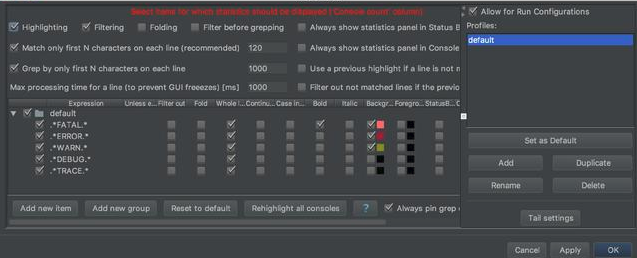 Select items for which statistics should be displayed ( Console count: column)
Allow for Run Configurations
Highlighting Filtering Folding Filter before grepping Always show statistics panel in Status B
Profiles:
default
Match only first N characters on each line (recommended) 120 Always show statistics panel in Console
Grep by only first N characters on each line 1000 Use a previous highlight if a line is not m
Max processing time for a line (to prevent GUI freezes) [ms] 1000 Filter out not matched lines if the previo
Expression Unless e... Filter out Fold Whole l... Continu... Case in... Bold Italic Backgr... Foregro... StatusB... C
default
.*FATAL.*
.*ERROR.*
.*WARN.*
.*DEBUG.*
.*TRACE.*
Set as Default
Add Duplicate
Rename Delete
Add new item Add new group Reset to default Rehighlight all consoles ? Always pin grep c
Tail settings
Cancel Apply OK